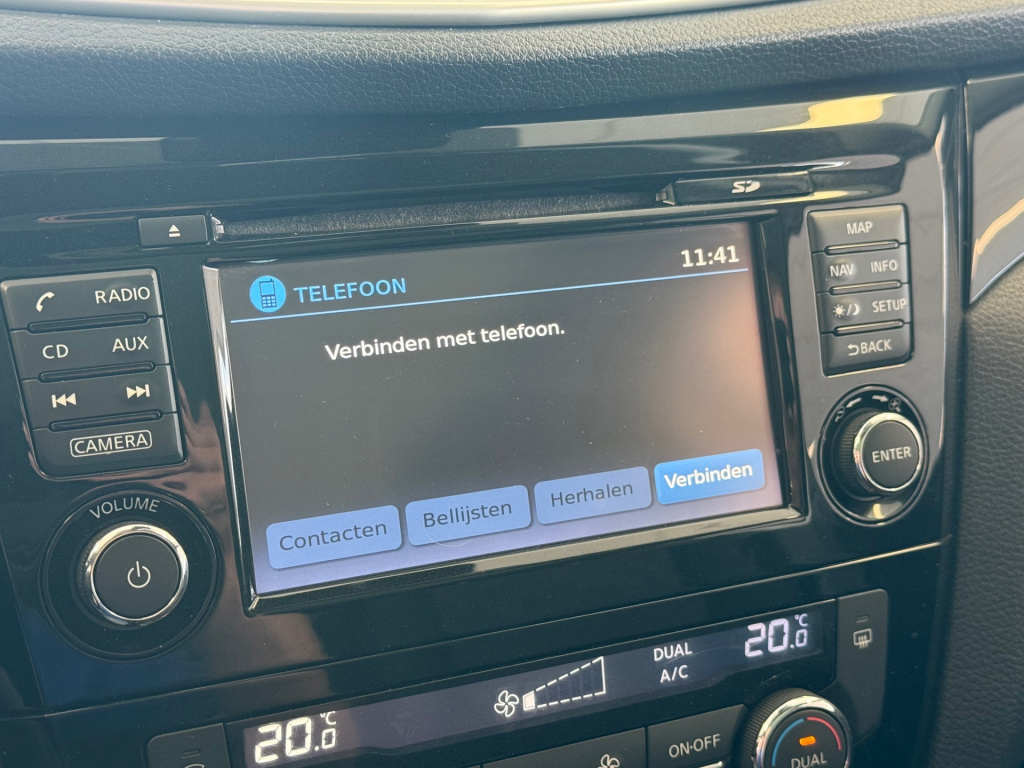 SD
MAP
NAV INFO
SETUP
BACK
ENTER
RADIO
CD AUX
CAMERA
VOLUME
TELEFOON 11:41
Verbinden met telefoon.
Contacten Bellijsten Herhalen Verbinden
DUAL
A/C
20.0 °C
20.0 °C
ON·OFF
DUAL